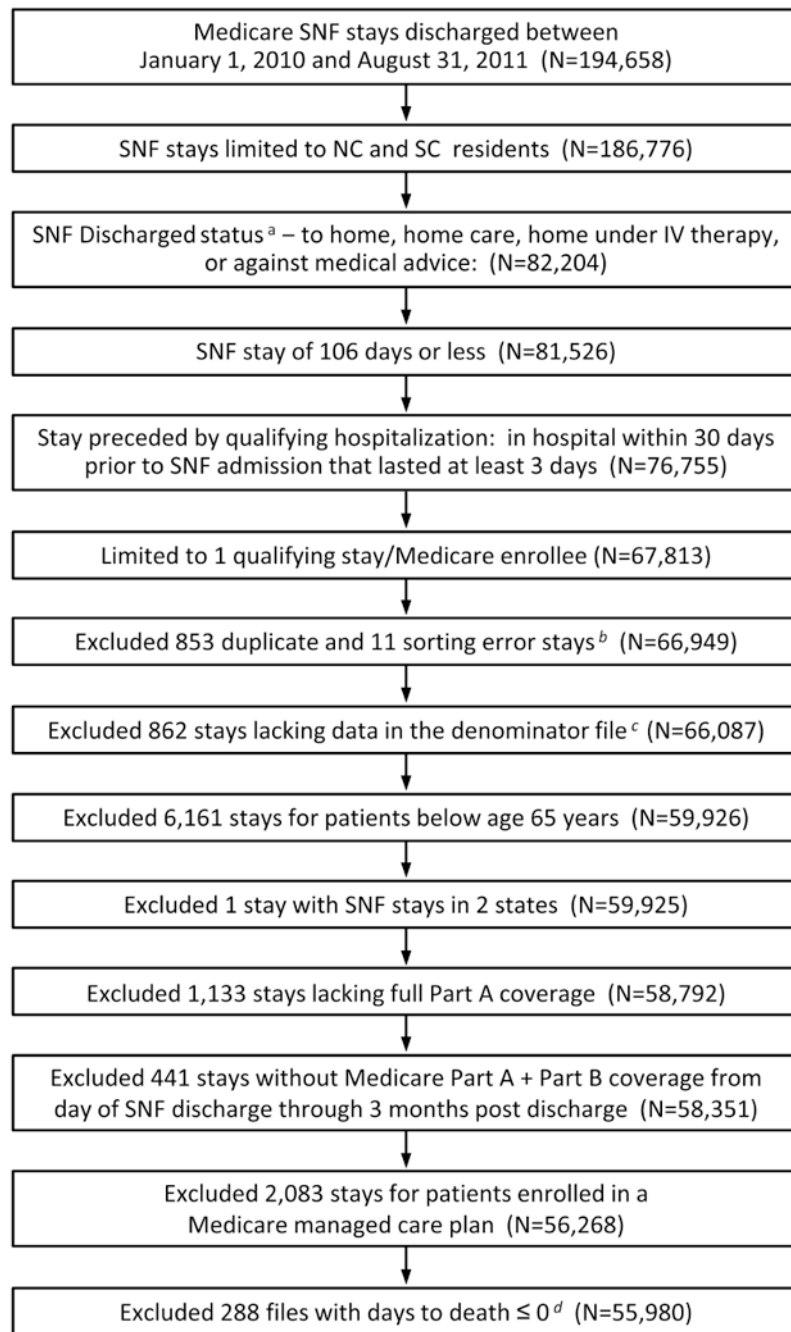 Medicare SNF stays discharged between
January 1, 2010 and August 31, 2011 (N=194,658)
SNF stays limited to NC and SC residents (N=186,776)
SNF Discharged status a – to home, home care, home under IV therapy,
or against medical advice: (N=82,204)
SNF stay of 106 days or less (N=81,526)
Stay preceded by qualifying hospitalization: in hospital within 30 days
prior to SNF admission that lasted at least 3 days (N=76,755)
Limited to 1 qualifying stay/Medicare enrollee (N=67,813)
Excluded 853 duplicate and 11 sorting error stays b (N=66,949)
Excluded 862 stays lacking data in the denominator file c (N=66,087)
Excluded 6,161 stays for patients below age 65 years (N=59,926)
Excluded 1 stay with SNF stays in 2 states (N=59,925)
Excluded 1,133 stays lacking full Part A coverage (N=58,792)
Excluded 441 stays without Medicare Part A + Part B coverage from
day of SNF discharge through 3 months post discharge (N=58,351)
Excluded 2,083 stays for patients enrolled in a
Medicare managed care plan (N=56,268)
Excluded 288 files with days to death ≤ 0 d (N=55,980)